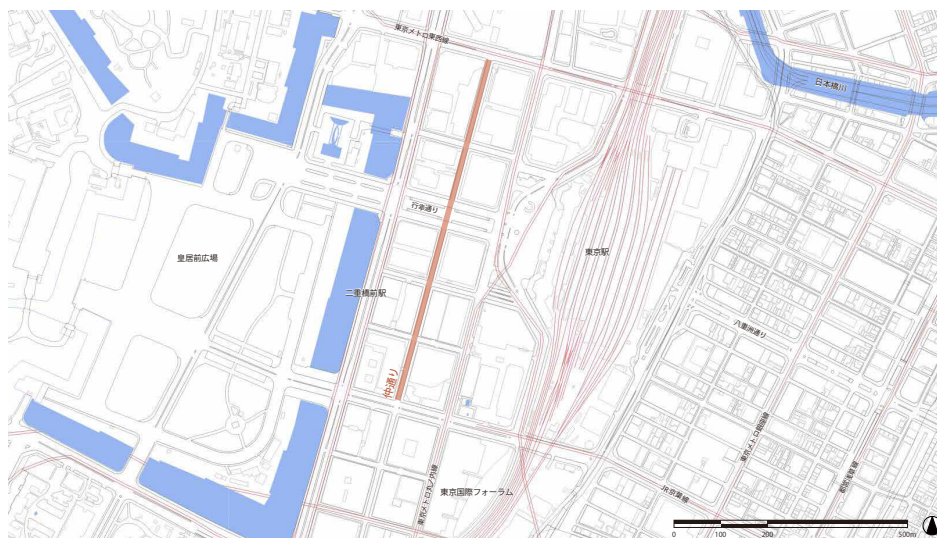 東京メトロ東西線
日本橋川
行幸通り
皇居前広場
東京駅
二重橋前駅
八重洲通り
仲通り
東京メトロ銀座線
都営浅草線
東京メトロ丸ノ内線
東京国際フォーラム
JR京葉線
0 100 200 500m